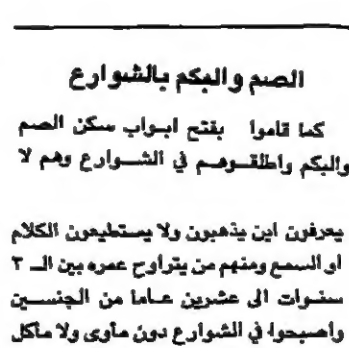 الصم والبكم بالشوارع
كما قاموا بفتح ابواب سكن الصم
والبكم واطلقوهم في الشوارع وهم لا
يعرفون اين يذهبون ولا يستطيعون الكلام
او السمع ومنهم من يتراوح عمره بين الـ ٣
سنوات الى عشرين عاما من الجنسين
واصبحوا في الشوارع دون مأوى ولا مأكل